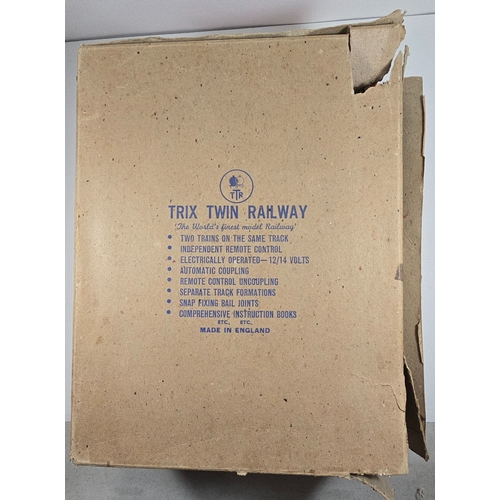 TTR
TRIX TWIN RAILWAY
'The World's finest model Railway'
• TWO TRAINS ON THE SAME TRACK
• INDEPENDENT REMOTE CONTROL
• ELECTRICALLY OPERATED—12/14 VOLTS
• AUTOMATIC COUPLING
• REMOTE CONTROL UNCOUPLING
• SEPARATE TRACK FORMATIONS
• SNAP FIXING RAIL JOINTS
• COMPREHENSIVE INSTRUCTION BOOKS
ETC, ETC,
MADE IN ENGLAND